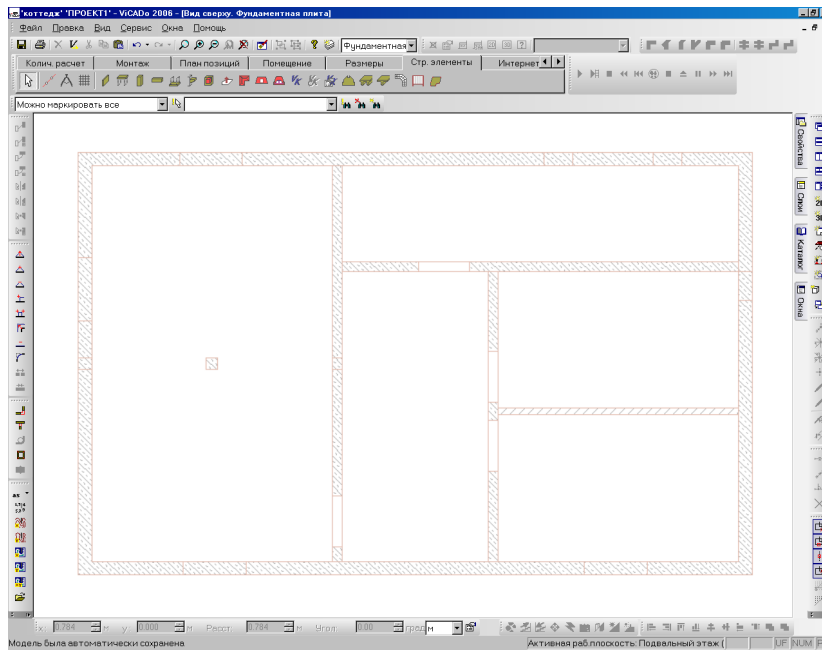 'коттедж' 'ПРОЕКТ1' - ViCADo 2006 - [Вид сверху. Фундаментная плита]
Файл Правка Вид Сервис Окна Помощь
Фундаментная
Колич. расчет Монтаж План позиций Помещение Размеры Стр. элементы Интернет
Можно маркировать все
Свойства
Слои
Каталог
Окна
x: 0.784 м y 0.000 м Расст: 0.784 м Угол: 0.00 град м
Модель была автоматически сохранена Активная раб.плоскость: Подвальный этаж ( UF NUM